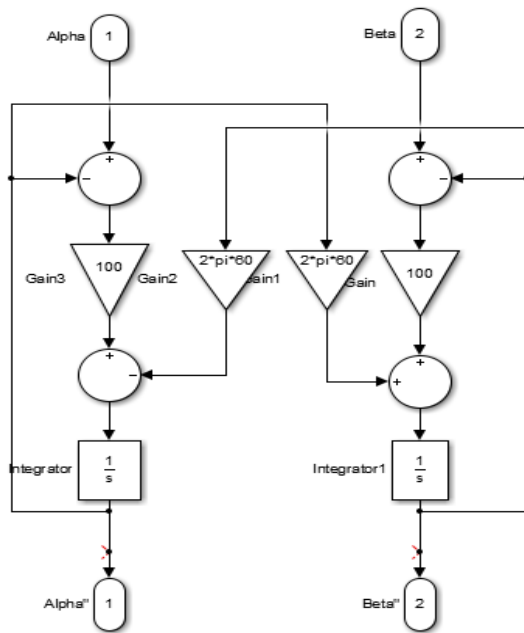 Alpha 1
Beta 2
+
+
−
−
100
2*pi*60
2*pi*60
100
Gain3
Gain2
Gain1
Gain
+
+
−
+
Integrator
1
s
Integrator1
1
s
Alpha" 1
Beta" 2